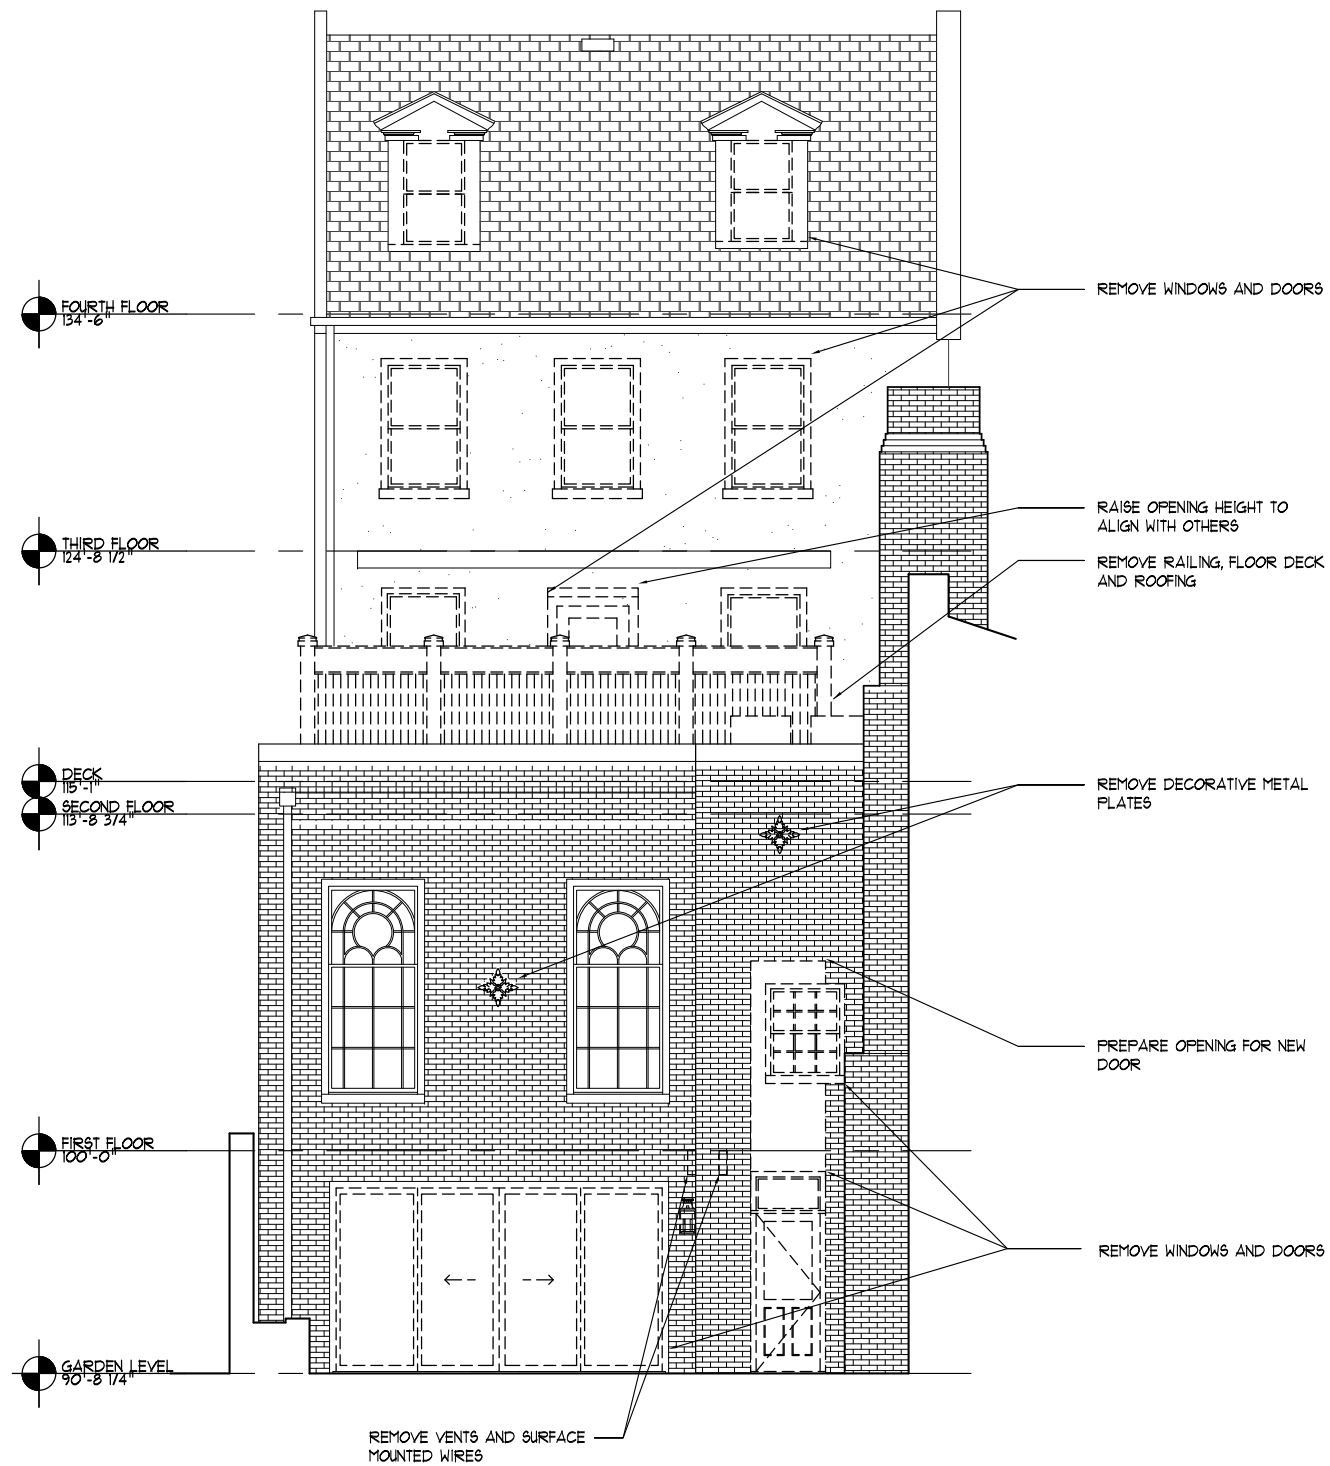 FOURTH FLOOR
134'-6"
REMOVE WINDOWS AND DOORS
RAISE OPENING HEIGHT TO
ALIGN WITH OTHERS
THIRD FLOOR
124'-8 1/2"
REMOVE RAILING, FLOOR DECK
AND ROOFING
DECK
115'-1"
REMOVE DECORATIVE METAL
PLATES
SECOND FLOOR
113'-8 3/4"
PREPARE OPENING FOR NEW
DOOR
FIRST FLOOR
100'-0"
REMOVE WINDOWS AND DOORS
GARDEN LEVEL
90'-8 1/4"
REMOVE VENTS AND SURFACE
MOUNTED WIRES